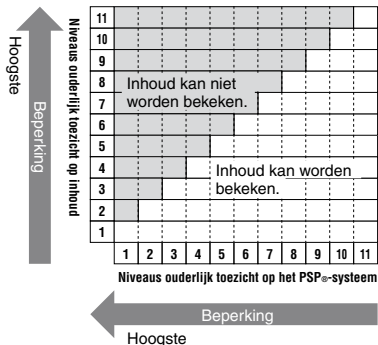 Hoogste
Beperking
Niveaus ouderlijk toezicht op inhoud
11
10
9
8
7
6
5
4
3
2
1
Inhoud kan niet
worden bekeken.
Inhoud kan worden
bekeken.
1 2 3 4 5 6 7 8 9 10 11
Niveaus ouderlijk toezicht op het PSP®-systeem
Beperking
Hoogste